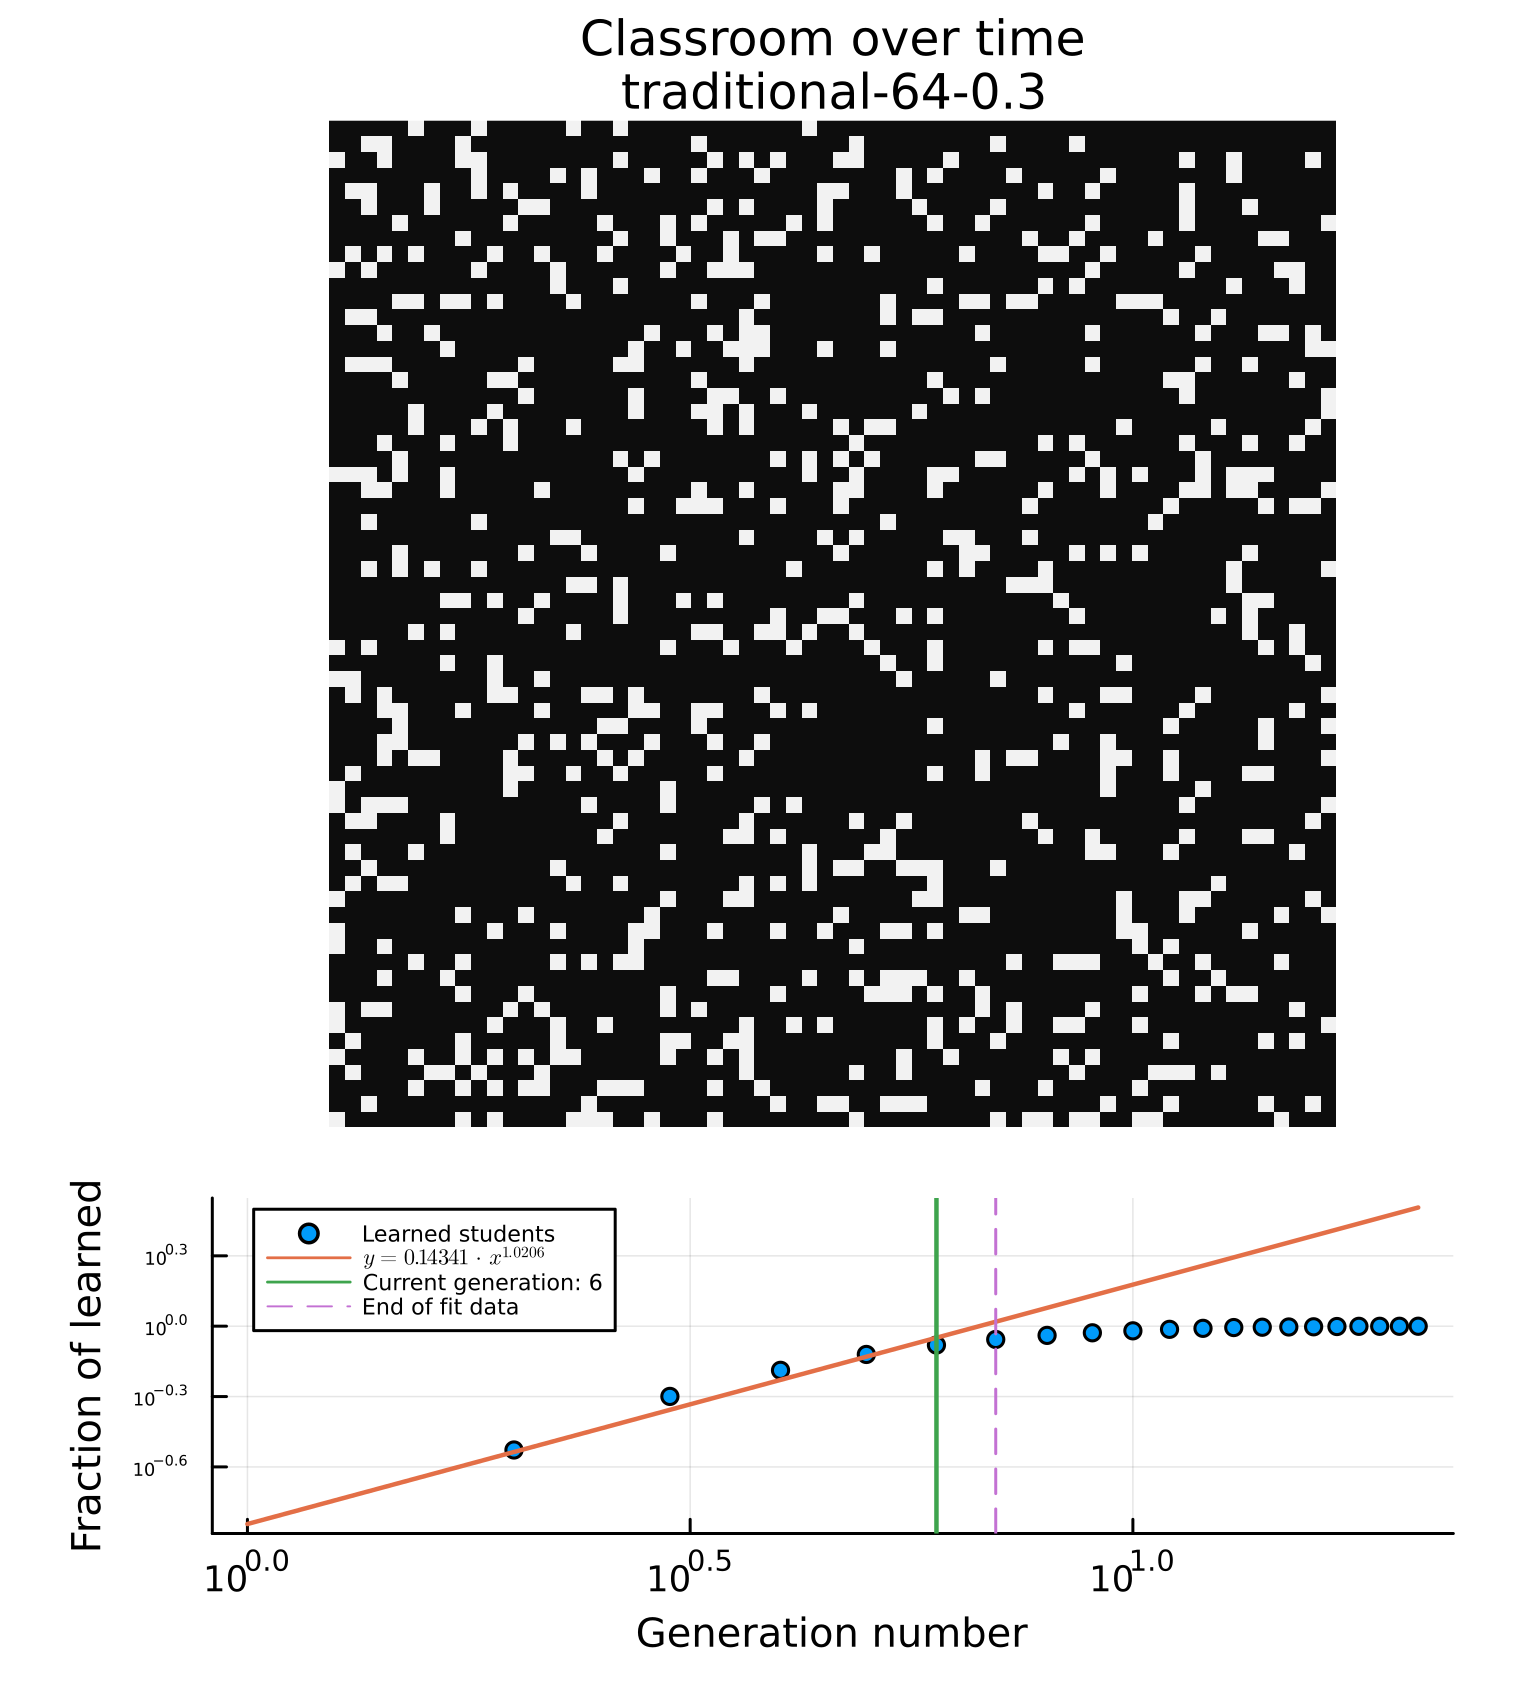 Classroom over time
traditional-64-0.3
Fraction of learned
10^0.3
10^0.0
10^−0.3
10^−0.6
Learned students
y = 0.14341 · x^1.0206
Current generation: 6
End of fit data
10^0.0 10^0.5 10^1.0
Generation number